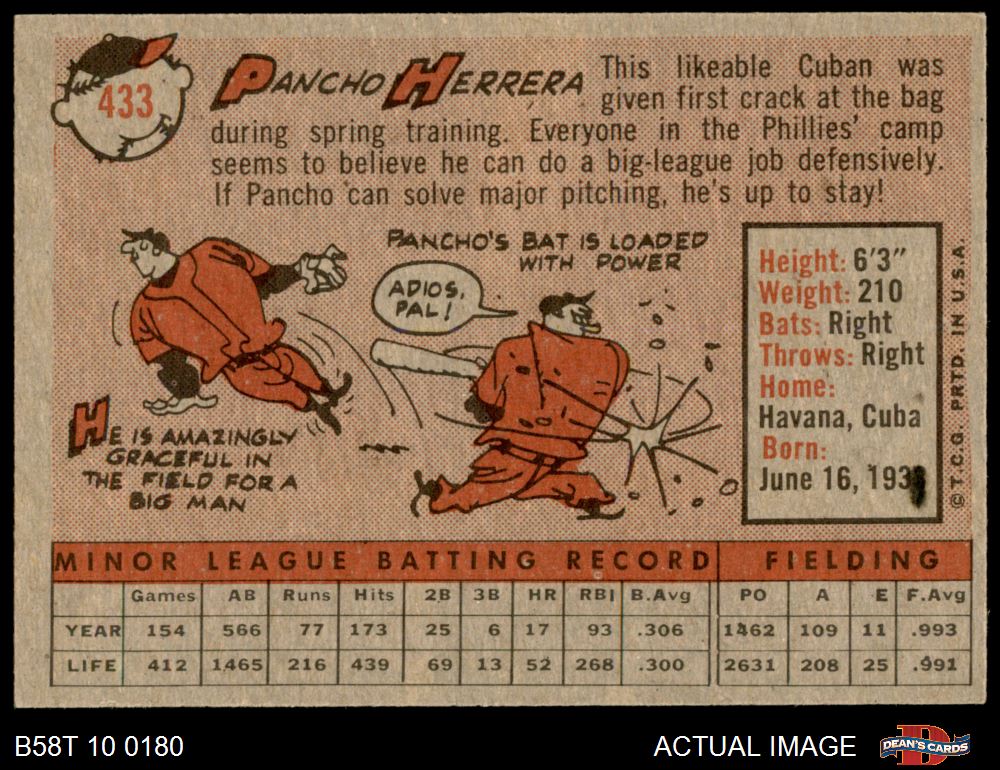 433
PANCHO HERRERA
This likeable Cuban was
given first crack at the bag
during spring training. Everyone in the Phillies' camp
seems to believe he can do a big-league job defensively.
If Pancho can solve major pitching, he's up to stay!
PANCHO'S BAT IS LOADED
WITH POWER
ADIOS,
PAL!
HE IS AMAZINGLY
GRACEFUL IN
THE FIELD FOR A
BIG MAN
Height: 6'3"
Weight: 210
Bats: Right
Throws: Right
Home:
Havana, Cuba
Born:
June 16,
© T.C.G. PRTD. IN U.S.A.
MINOR LEAGUE BATTING RECORD FIELDING
Games AB Runs Hits 2B 3B HR RBI B.Avg PO A E F.Avg
YEAR 154 566 77 173 25 6 17 93 .306 1462 109 11 .993
LIFE 412 1465 216 439 69 13 52 268 .300 2631 208 25 .991
B58T 10 0180
ACTUAL IMAGE
DEAN'S CARDS